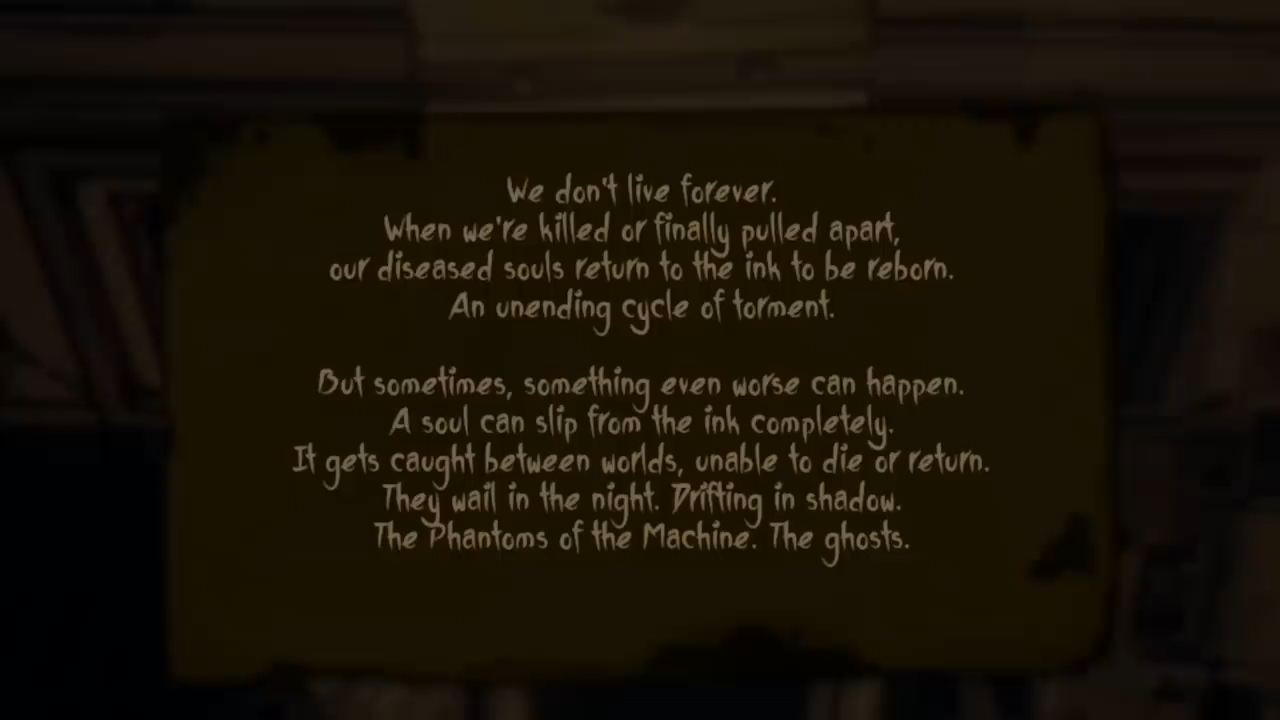 We don't live forever.
When we're killed or finally pulled apart,
our diseased souls return to the ink to be reborn.
An unending cycle of torment.
But sometimes, something even worse can happen.
A soul can slip from the ink completely.
It gets caught between worlds, unable to die or return.
They wail in the night. Drifting in shadow.
The Phantoms of the Machine. The ghosts.